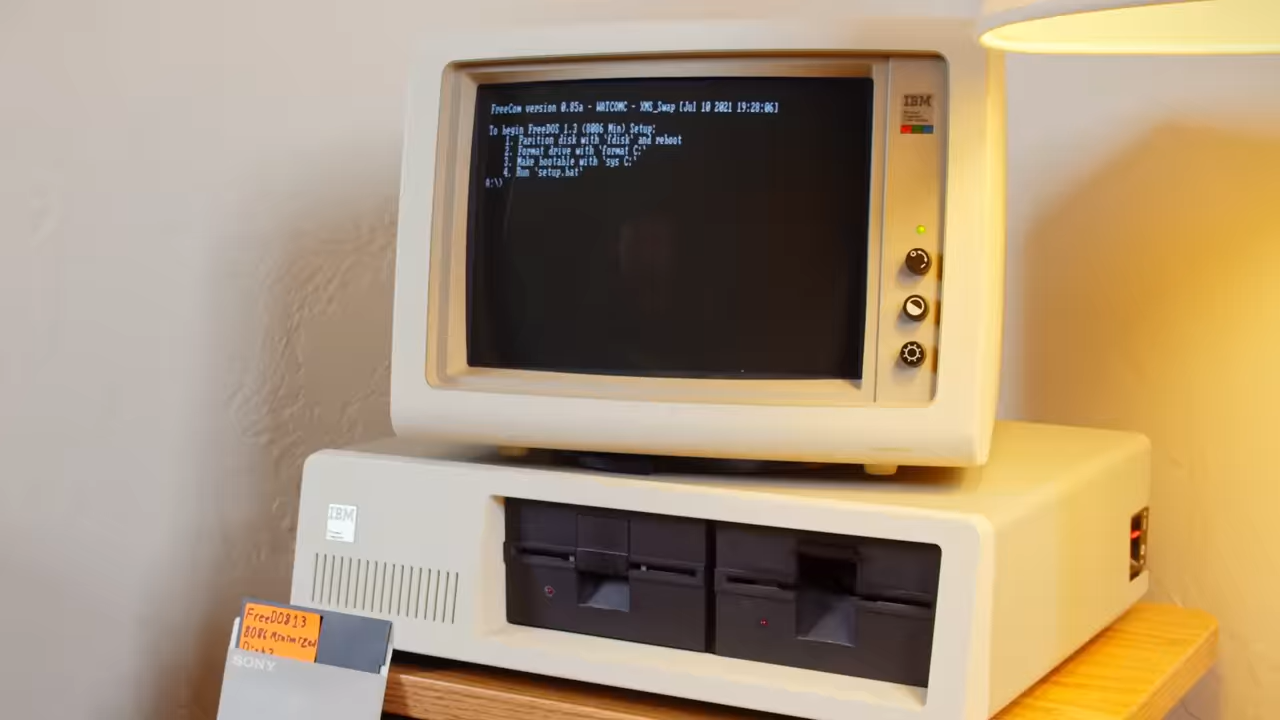 FreeCom version 0.85a - WATCOMC - XMS_Swap [Jul 10 2021 19:28:06]
To begin FreeDOS 1.3 (8086 Min) Setup:
1. Parition disk with 'fdisk' and reboot
2. Format drive with 'format C:'
3. Make bootable with 'sys C:'
4. Run 'setup.bat'
A:\>
IBM
IBM
FreeDOS13
8086 Minimized
SONY